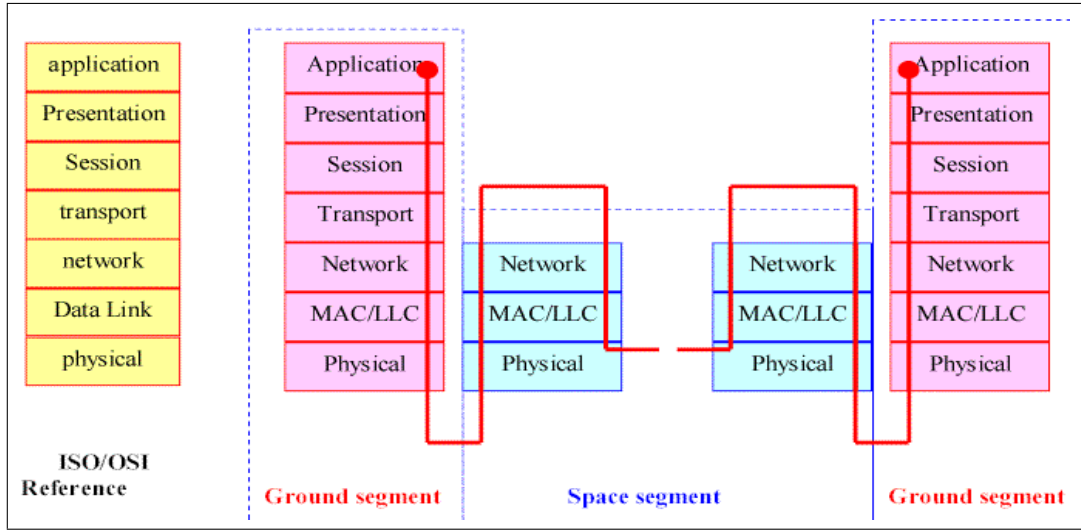 application
Presentation
Session
transport
network
Data Link
physical
ISO/OSI
Reference
Application
Presentation
Session
Transport
Network
MAC/LLC
Physical
Ground segment
Network
MAC/LLC
Physical
Network
MAC/LLC
Physical
Space segment
Application
Presentation
Session
Transport
Network
MAC/LLC
Physical
Ground segment